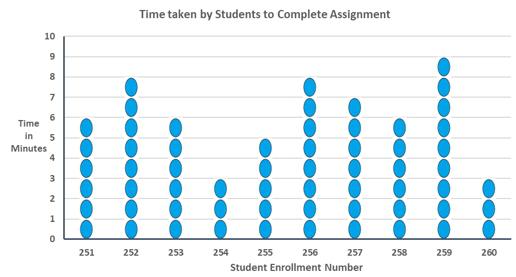 Time taken by Students to Complete Assignment
10
9
8
7
6
5
4
3
2
1
0
Time
in
Minutes
251 252 253 254 255 256 257 258 259 260
Student Enrollment Number